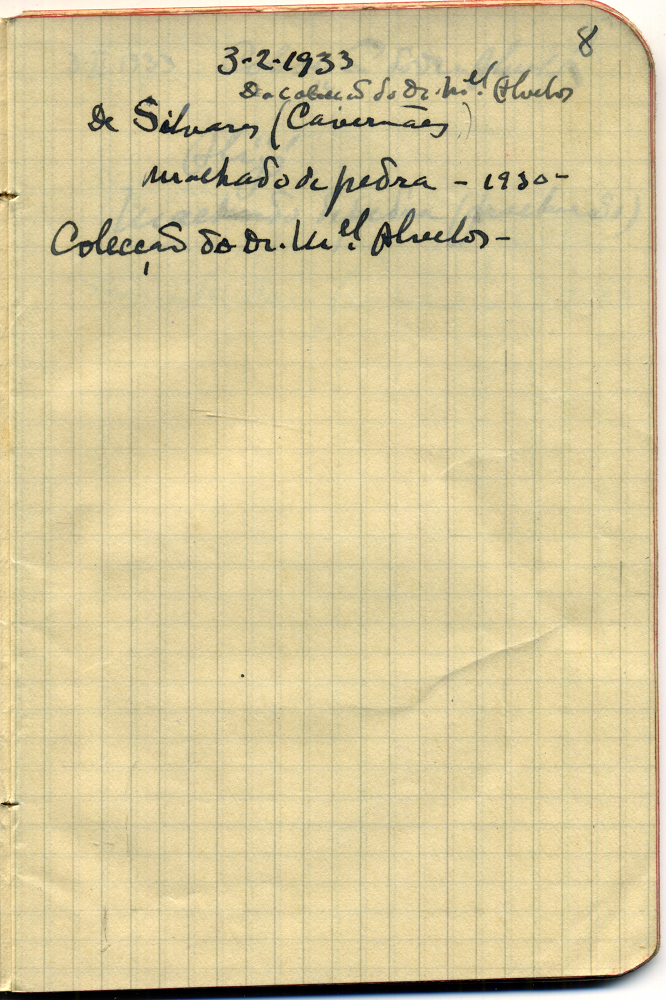 8
3-2-1933
Da colecção do Dr. Mel. Alvelos
De Silvares (Cavernães)
machado de pedra - 1930 -
Colecção do Dr. Mel. Alvelos -